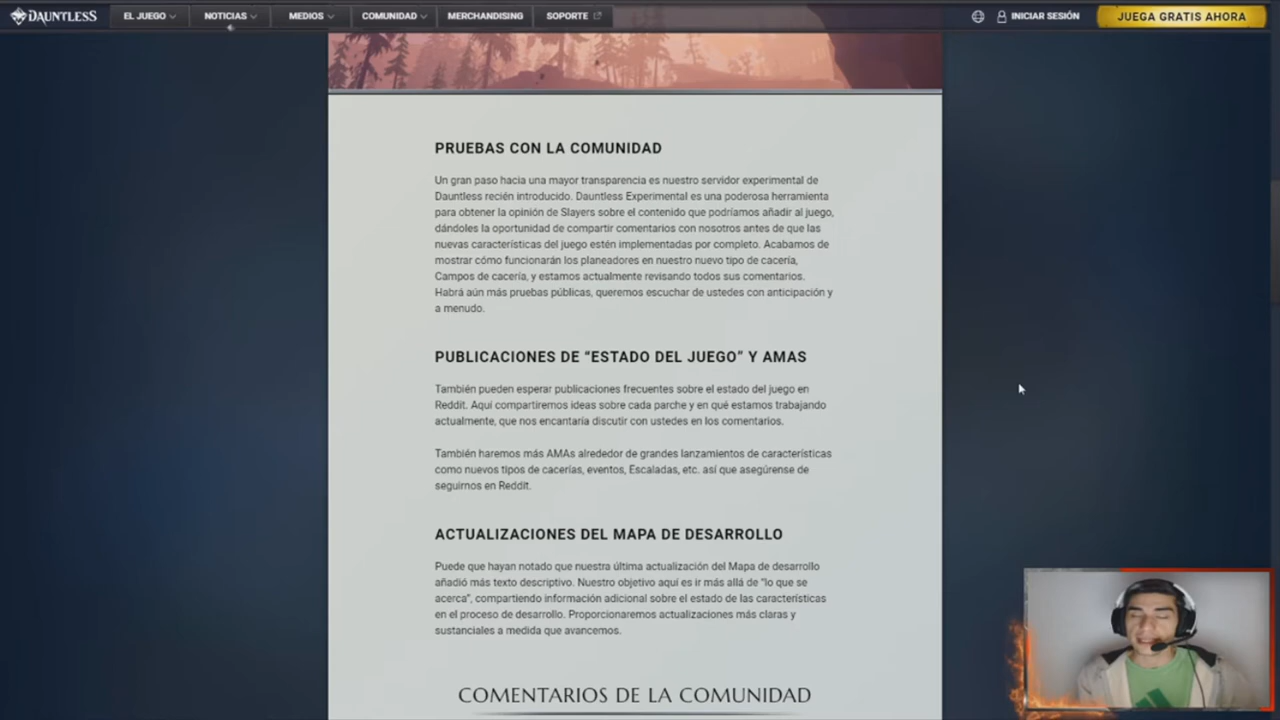 DAUNTLESS
EL JUEGO
NOTICIAS
MEDIOS
COMUNIDAD
MERCHANDISING
SOPORTE
INICIAR SESIÓN
JUEGA GRATIS AHORA
PRUEBAS CON LA COMUNIDAD
Un gran paso hacia una mayor transparencia es nuestro servidor experimental de
Dauntless recién introducido. Dauntless Experimental es una poderosa herramienta
para obtener la opinión de Slayers sobre el contenido que podríamos añadir al juego,
dándoles la oportunidad de compartir comentarios con nosotros antes de que las
nuevas características del juego estén implementadas por completo. Acabamos de
mostrar cómo funcionarán los planeadores en nuestro nuevo tipo de cacería,
Campos de cacería, y estamos actualmente revisando todos sus comentarios.
Habrá aún más pruebas públicas, queremos escuchar de ustedes con anticipación y
a menudo.
PUBLICACIONES DE “ESTADO DEL JUEGO” Y AMAS
También pueden esperar publicaciones frecuentes sobre el estado del juego en
Reddit. Aquí compartiremos ideas sobre cada parche y en qué estamos trabajando
actualmente, que nos encantaría discutir con ustedes en los comentarios.
También haremos más AMAs alrededor de grandes lanzamientos de características
como nuevos tipos de cacerías, eventos, Escaladas, etc. así que asegúrense de
seguirnos en Reddit.
ACTUALIZACIONES DEL MAPA DE DESARROLLO
Puede que hayan notado que nuestra última actualización del Mapa de desarrollo
añadió más texto descriptivo. Nuestro objetivo aquí es ir más allá de “lo que se
acerca”, compartiendo información adicional sobre el estado de las características
en el proceso de desarrollo. Proporcionaremos actualizaciones más claras y
sustanciales a medida que avancemos.
COMENTARIOS DE LA COMUNIDAD